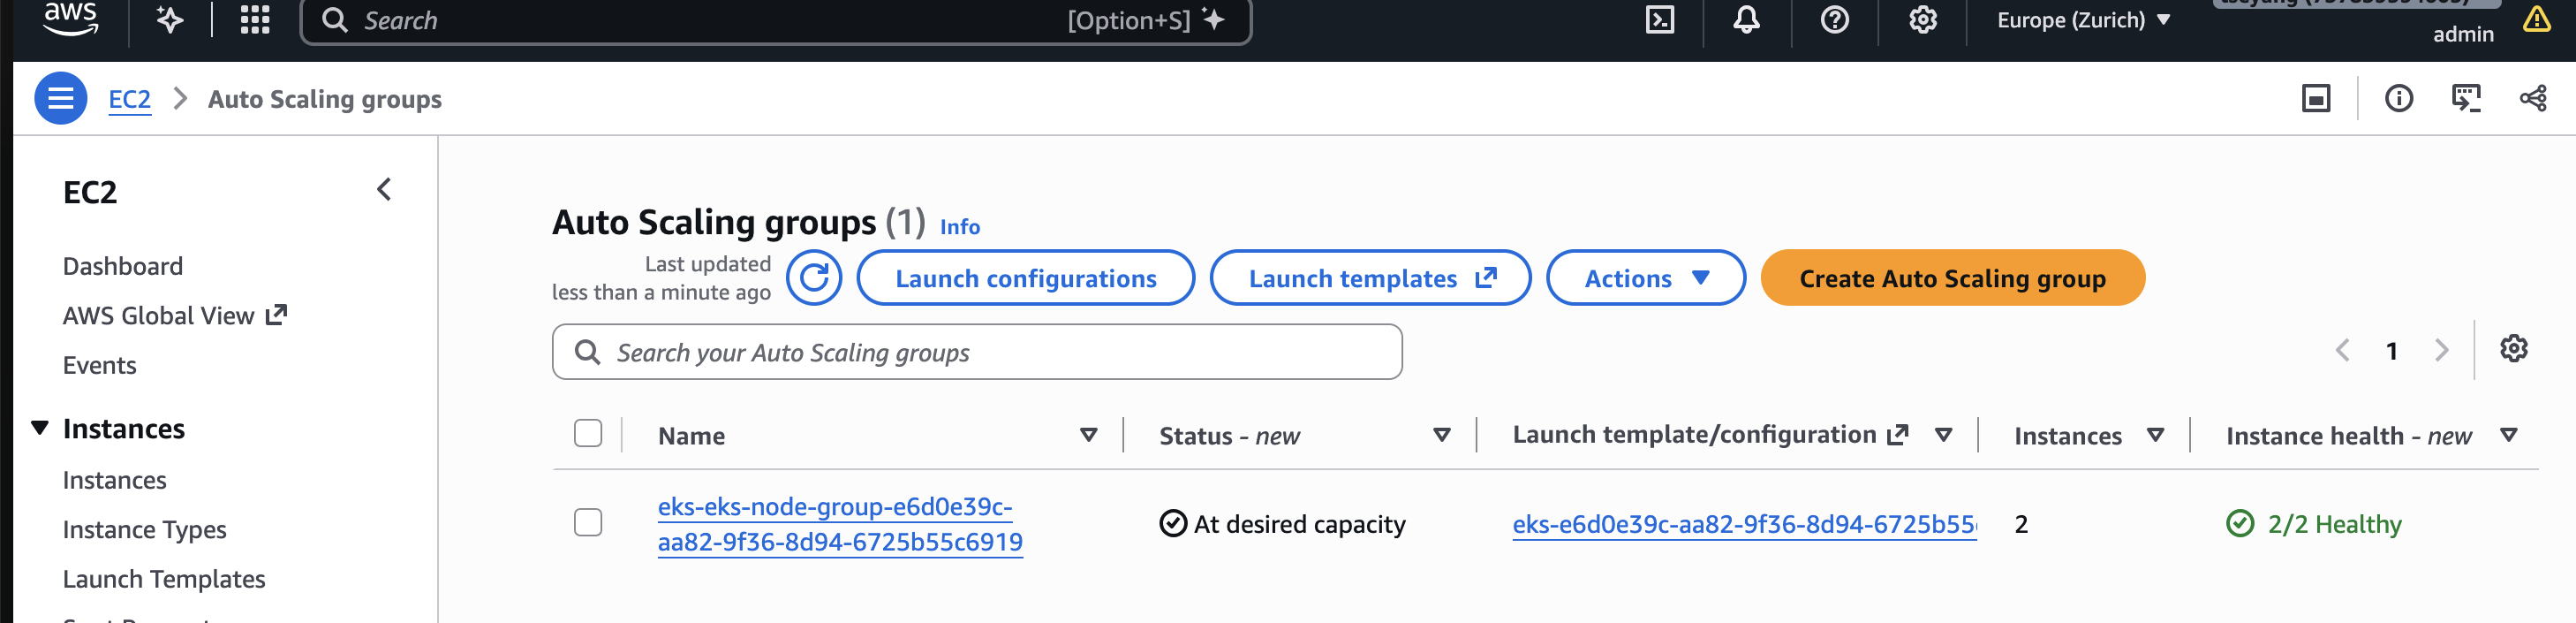 aws
Search [Option+S]
Europe (Zurich)
admin
EC2 Auto Scaling groups
EC2
Dashboard
AWS Global View
Events
Instances
Instances
Instance Types
Launch Templates
Auto Scaling groups (1) Info
Last updated
less than a minute ago
Launch configurations
Launch templates
Actions
Create Auto Scaling group
Search your Auto Scaling groups
1
Name Status - new Launch template/configuration Instances Instance health - new
eks-eks-node-group-e6d0e39c-
aa82-9f36-8d94-6725b55c6919
At desired capacity
eks-e6d0e39c-aa82-9f36-8d94-6725b55
2
2/2 Healthy